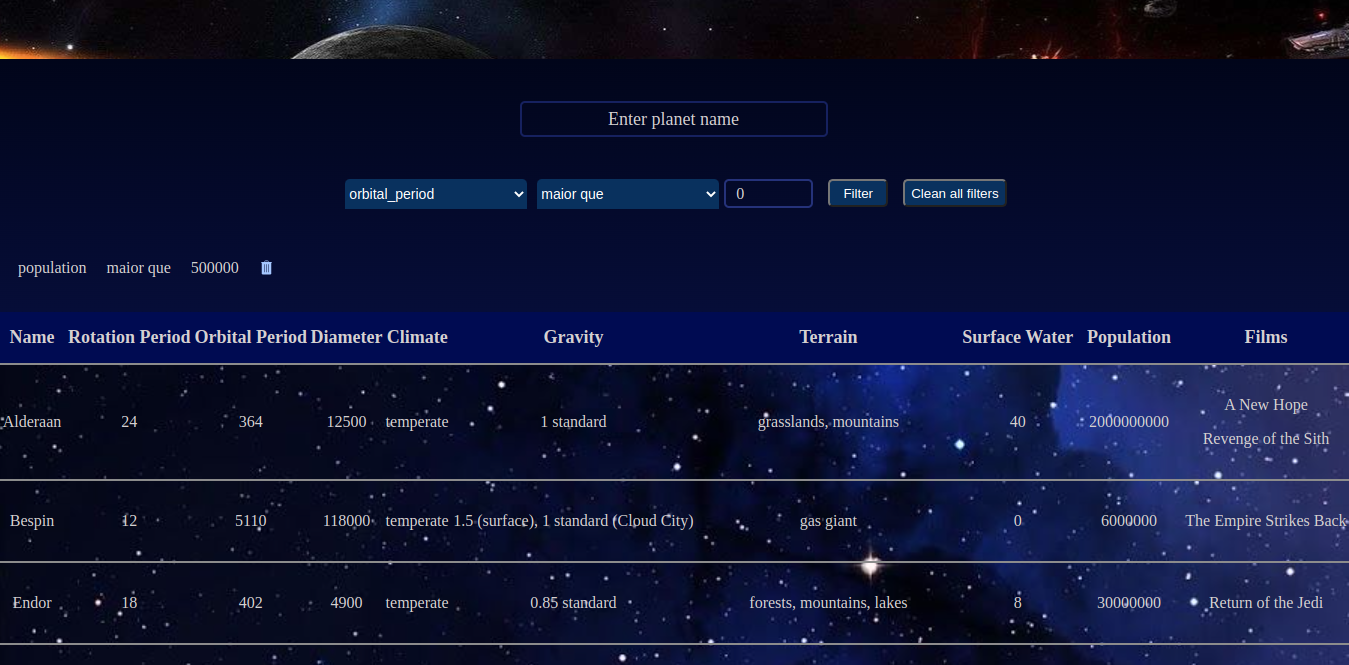 Enter planet name
orbital_period maior que 0 Filter Clean all filters
population maior que 500000
Name Rotation Period Orbital Period Diameter Climate Gravity Terrain Surface Water Population Films
Alderaan 24 364 12500 temperate 1 standard grasslands, mountains 40 2000000000 A New Hope
Revenge of the Sith
Bespin 12 5110 118000 temperate 1.5 (surface), 1 standard (Cloud City) gas giant 0 6000000 The Empire Strikes Back
Endor 18 402 4900 temperate 0.85 standard forests, mountains, lakes 8 30000000 Return of the Jedi